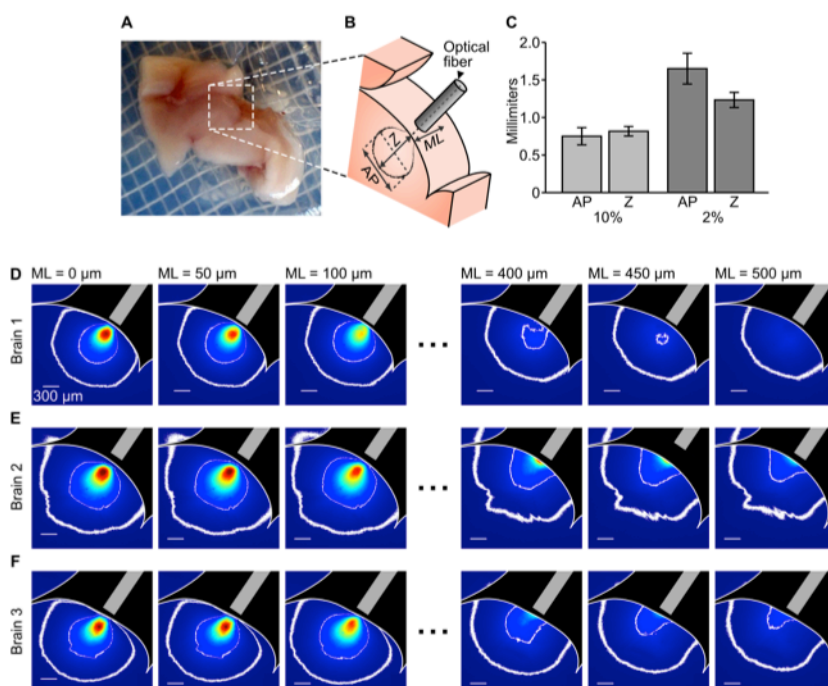 A
B
Optical
fiber
Z
ML
AP
C
Millimiters
2.0
1.5
1.0
0.5
0
AP Z AP Z
10% 2%
D
ML = 0 µm ML = 50 µm ML = 100 µm ML = 400 µm ML = 450 µm ML = 500 µm
Brain 1
300 µm
E
Brain 2
F
Brain 3